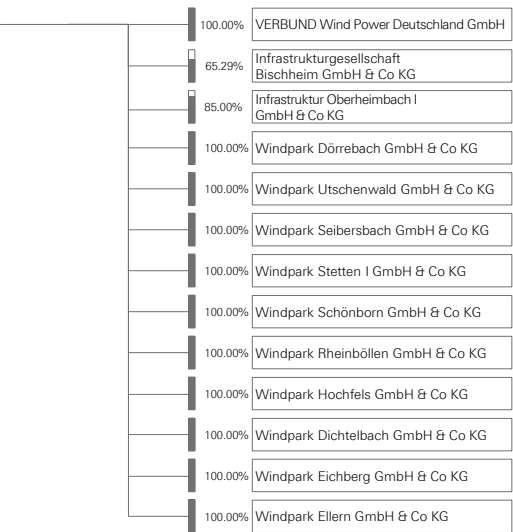 100.00% VERBUND Wind Power Deutschland GmbH
65.29% Infrastrukturgesellschaft
Bischheim GmbH & Co KG
85.00% Infrastruktur Oberheimbach I
GmbH & Co KG
100.00% Windpark Dörrebach GmbH & Co KG
100.00% Windpark Utschenwald GmbH & Co KG
100.00% Windpark Seibersbach GmbH & Co KG
100.00% Windpark Stetten I GmbH & Co KG
100.00% Windpark Schönborn GmbH & Co KG
100.00% Windpark Rheinböllen GmbH & Co KG
100.00% Windpark Hochfels GmbH & Co KG
100.00% Windpark Dichtelbach GmbH & Co KG
100.00% Windpark Eichberg GmbH & Co KG
100.00% Windpark Ellern GmbH & Co KG